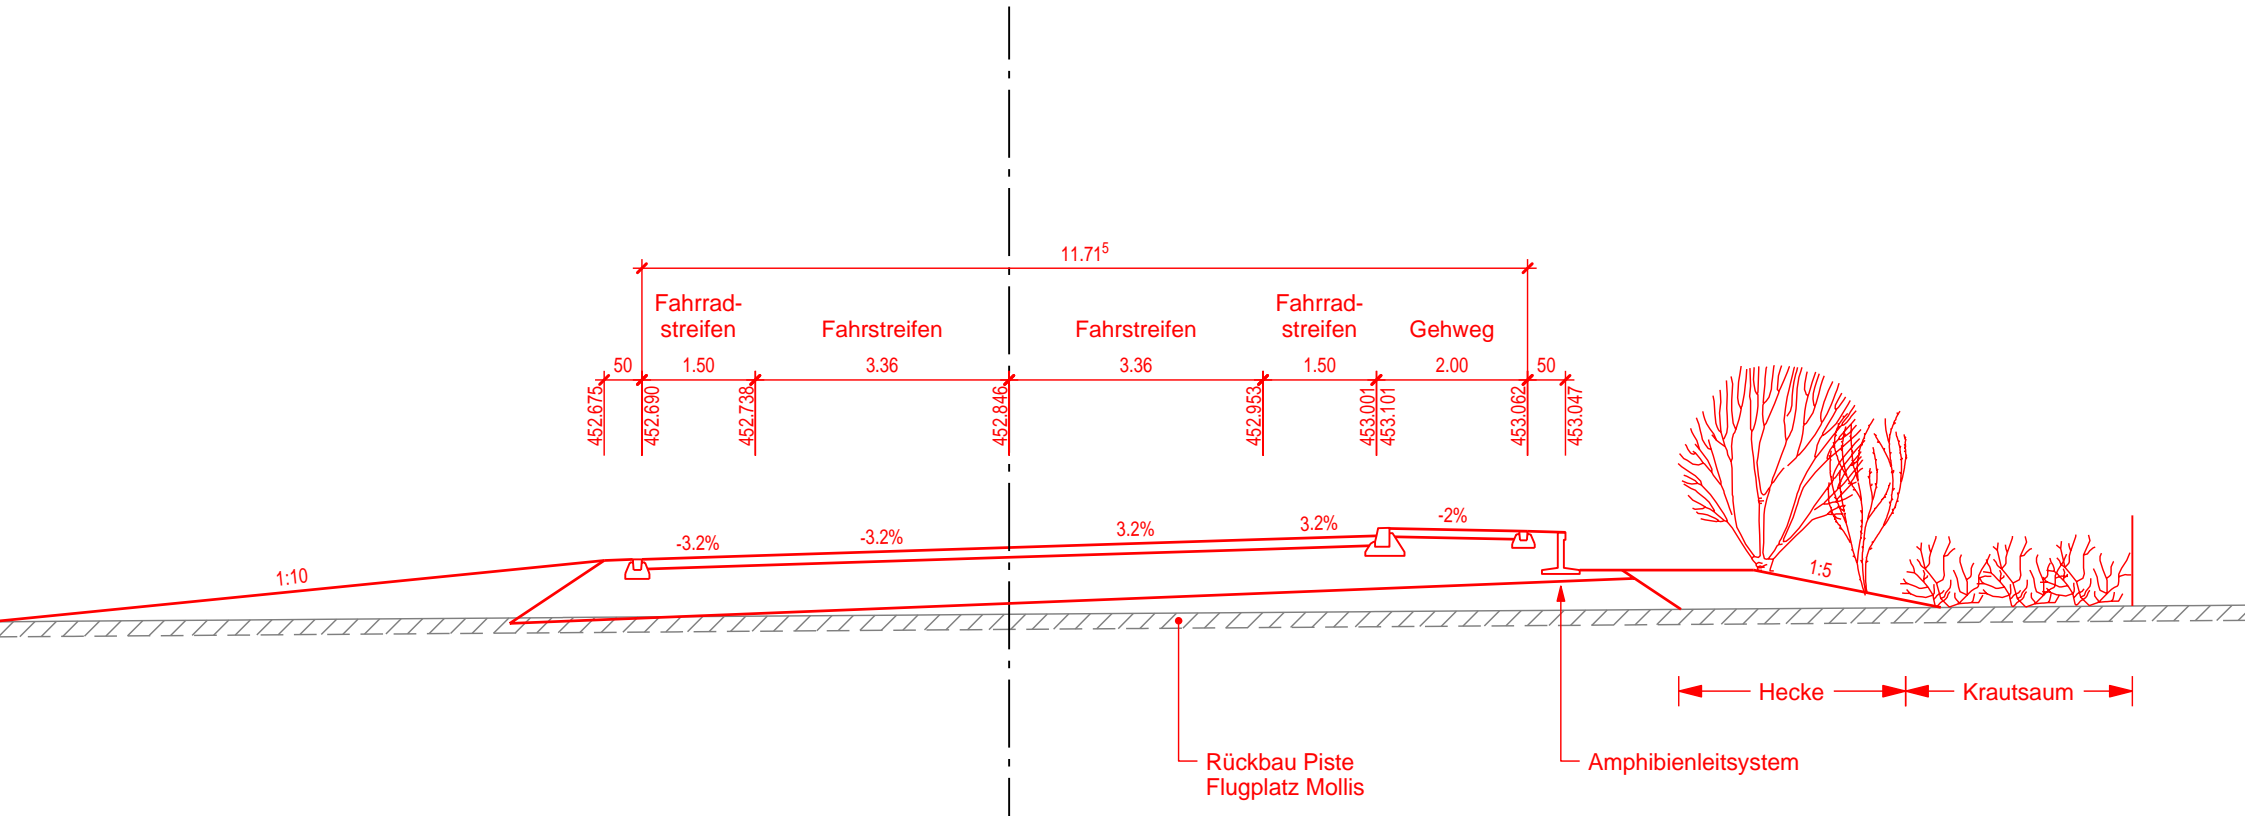 11.71⁵
Fahrrad-
streifen
Fahrstreifen
Fahrstreifen
Fahrrad-
streifen
Gehweg
50
1.50
3.36
3.36
1.50
2.00
50
452.675
452.690
452.738
452.846
452.953
453.001
453.101
453.062
453.047
1:10
-3.2%
-3.2%
3.2%
3.2%
-2%
1:5
Hecke
Krautsaum
Rückbau Piste
Flugplatz Mollis
Amphibienleitsystem